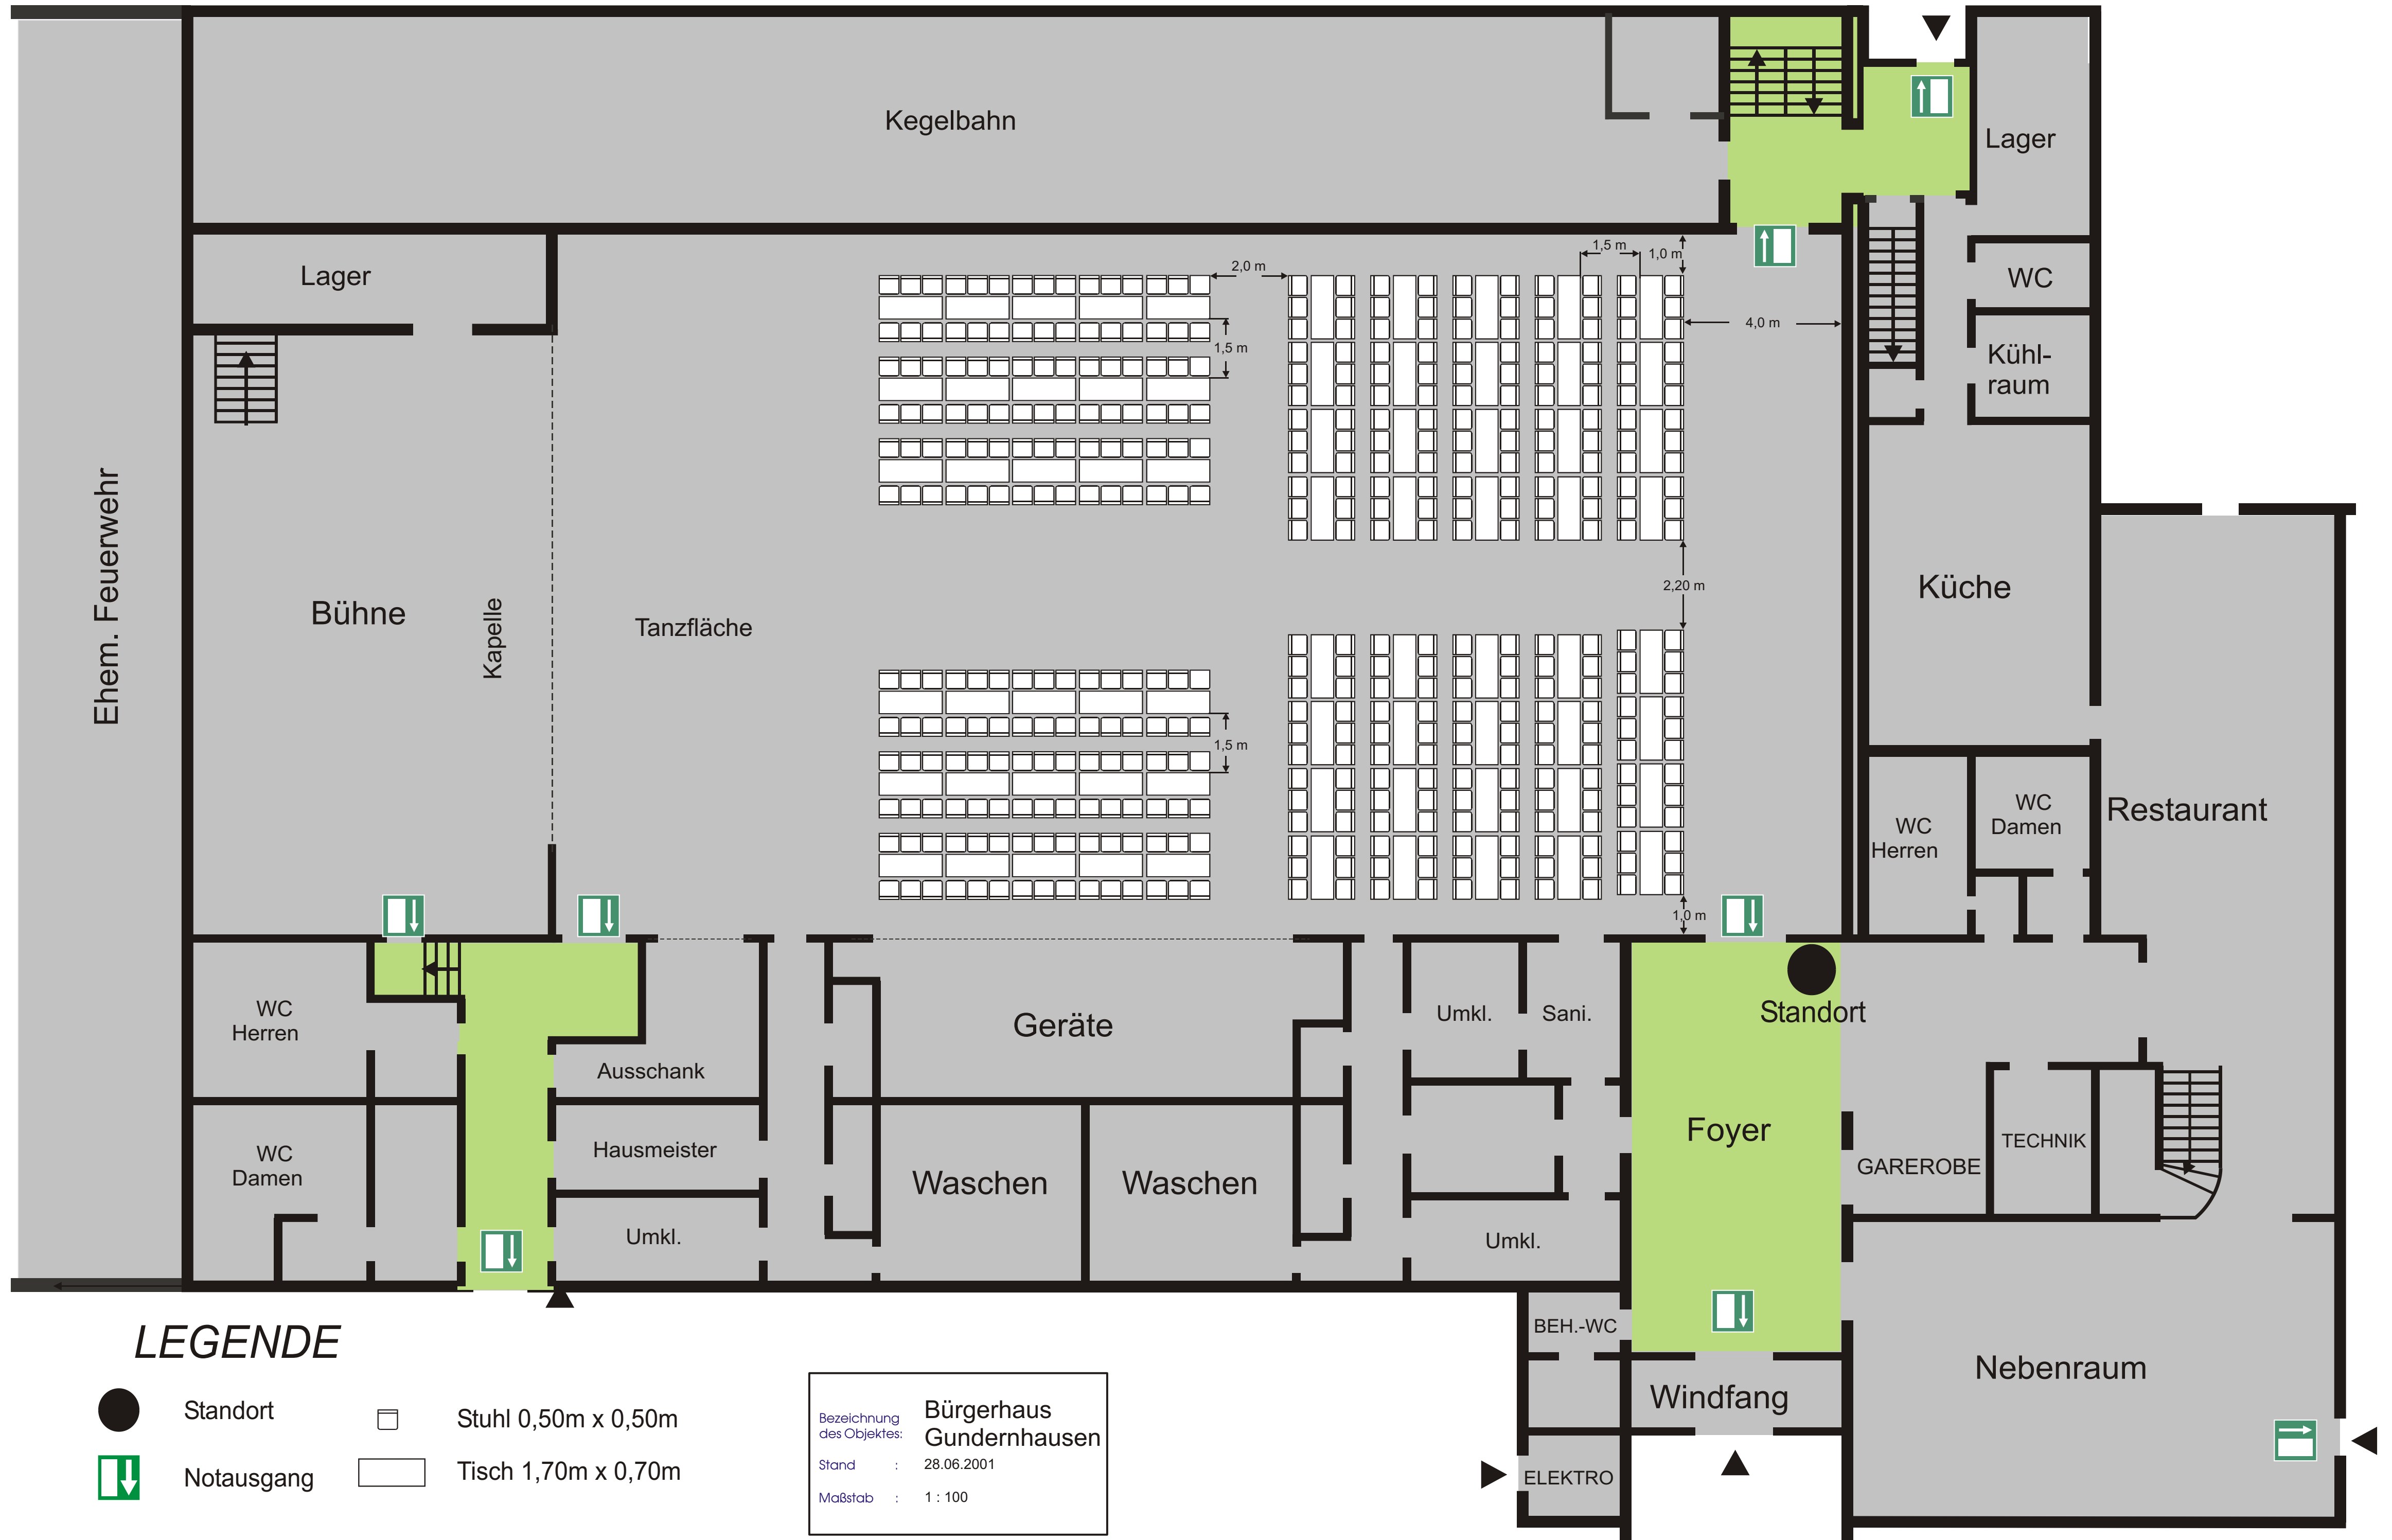 Kegelbahn
Lager
Lager
1,5 m
1,0 m
2,0 m
WC
4,0 m
1,5 m
Kühl-
raum
Ehem. Feuerwehr
Bühne
Kapelle
Tanzfläche
2,20 m
Küche
1,5 m
WC
Herren
WC
Damen
Restaurant
1,0 m
WC
Herren
Ausschank
Geräte
Umkl.
Sani.
Standort
Foyer
WC
Damen
Hausmeister
Waschen
Waschen
GAREROBE
TECHNIK
Umkl.
Umkl.
BEH.-WC
Windfang
Nebenraum
ELEKTRO
LEGENDE
Standort
Stuhl 0,50m x 0,50m
Notausgang
Tisch 1,70m x 0,70m
Bezeichnung
des Objektes:
Bürgerhaus
Gundernhausen
Stand : 28.06.2001
Maßstab : 1 : 100